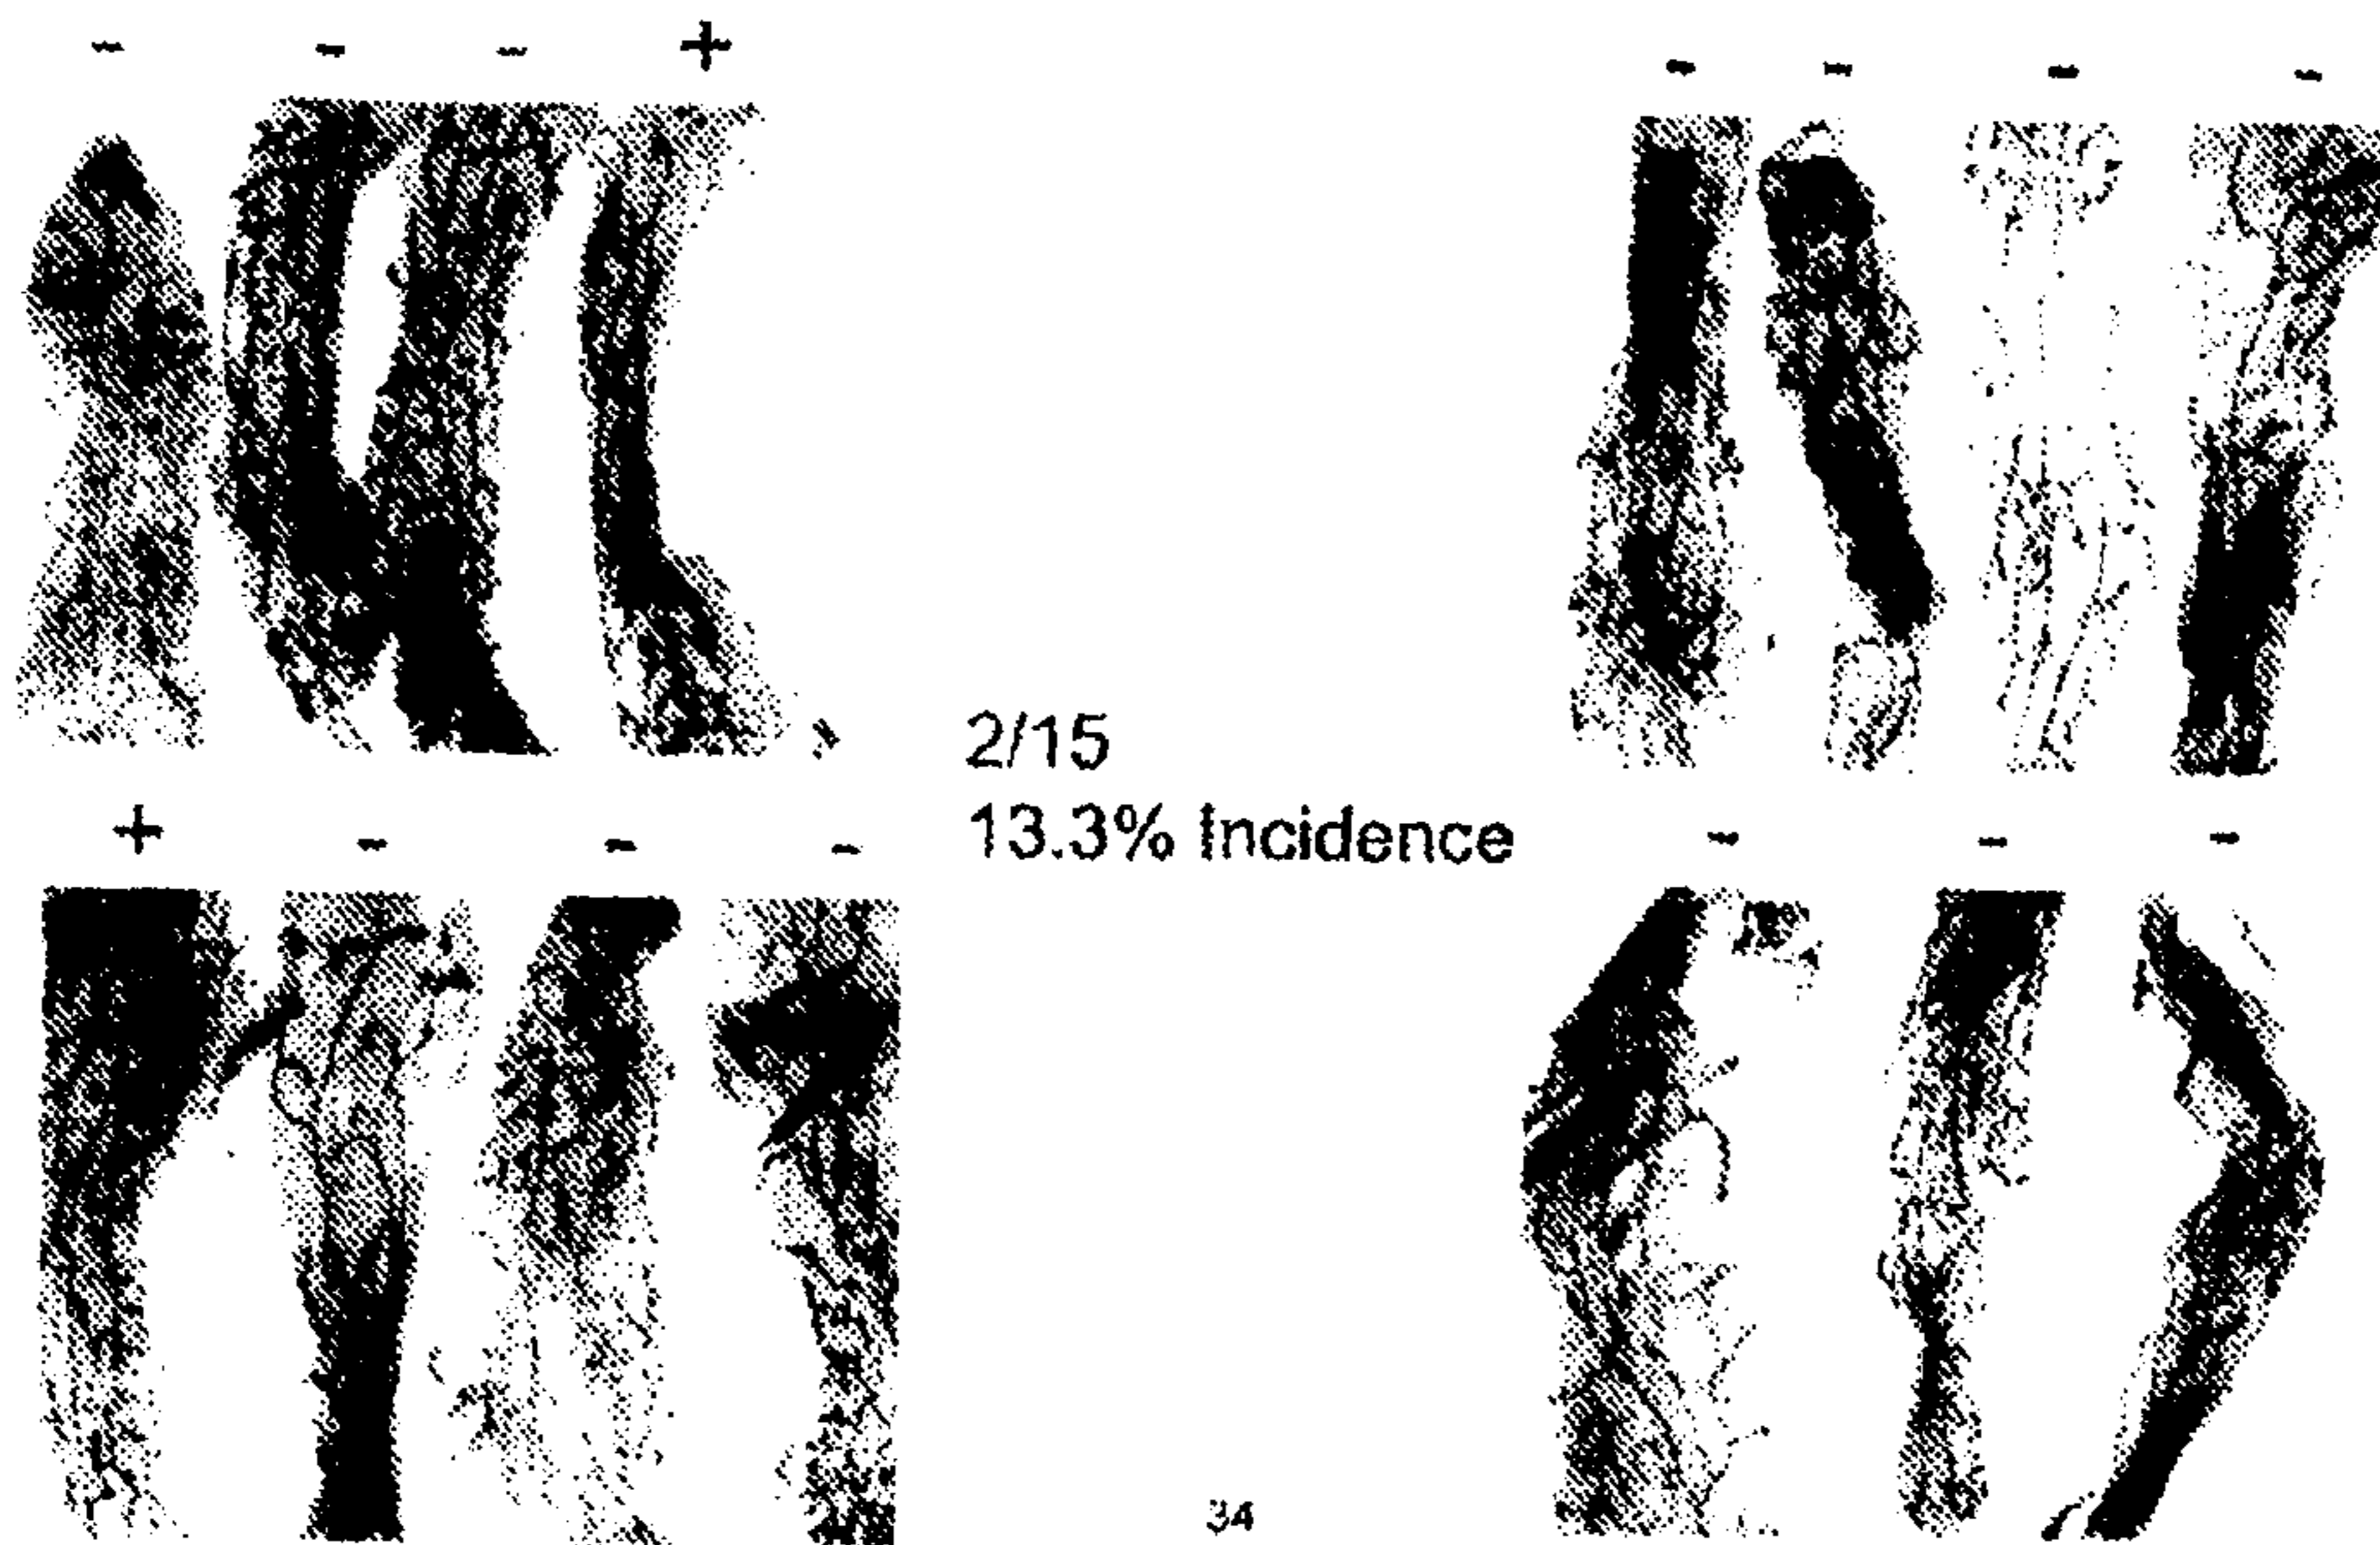 - - - + - - - -
2/15
13.3% Incidence
+ - - - - - -
34